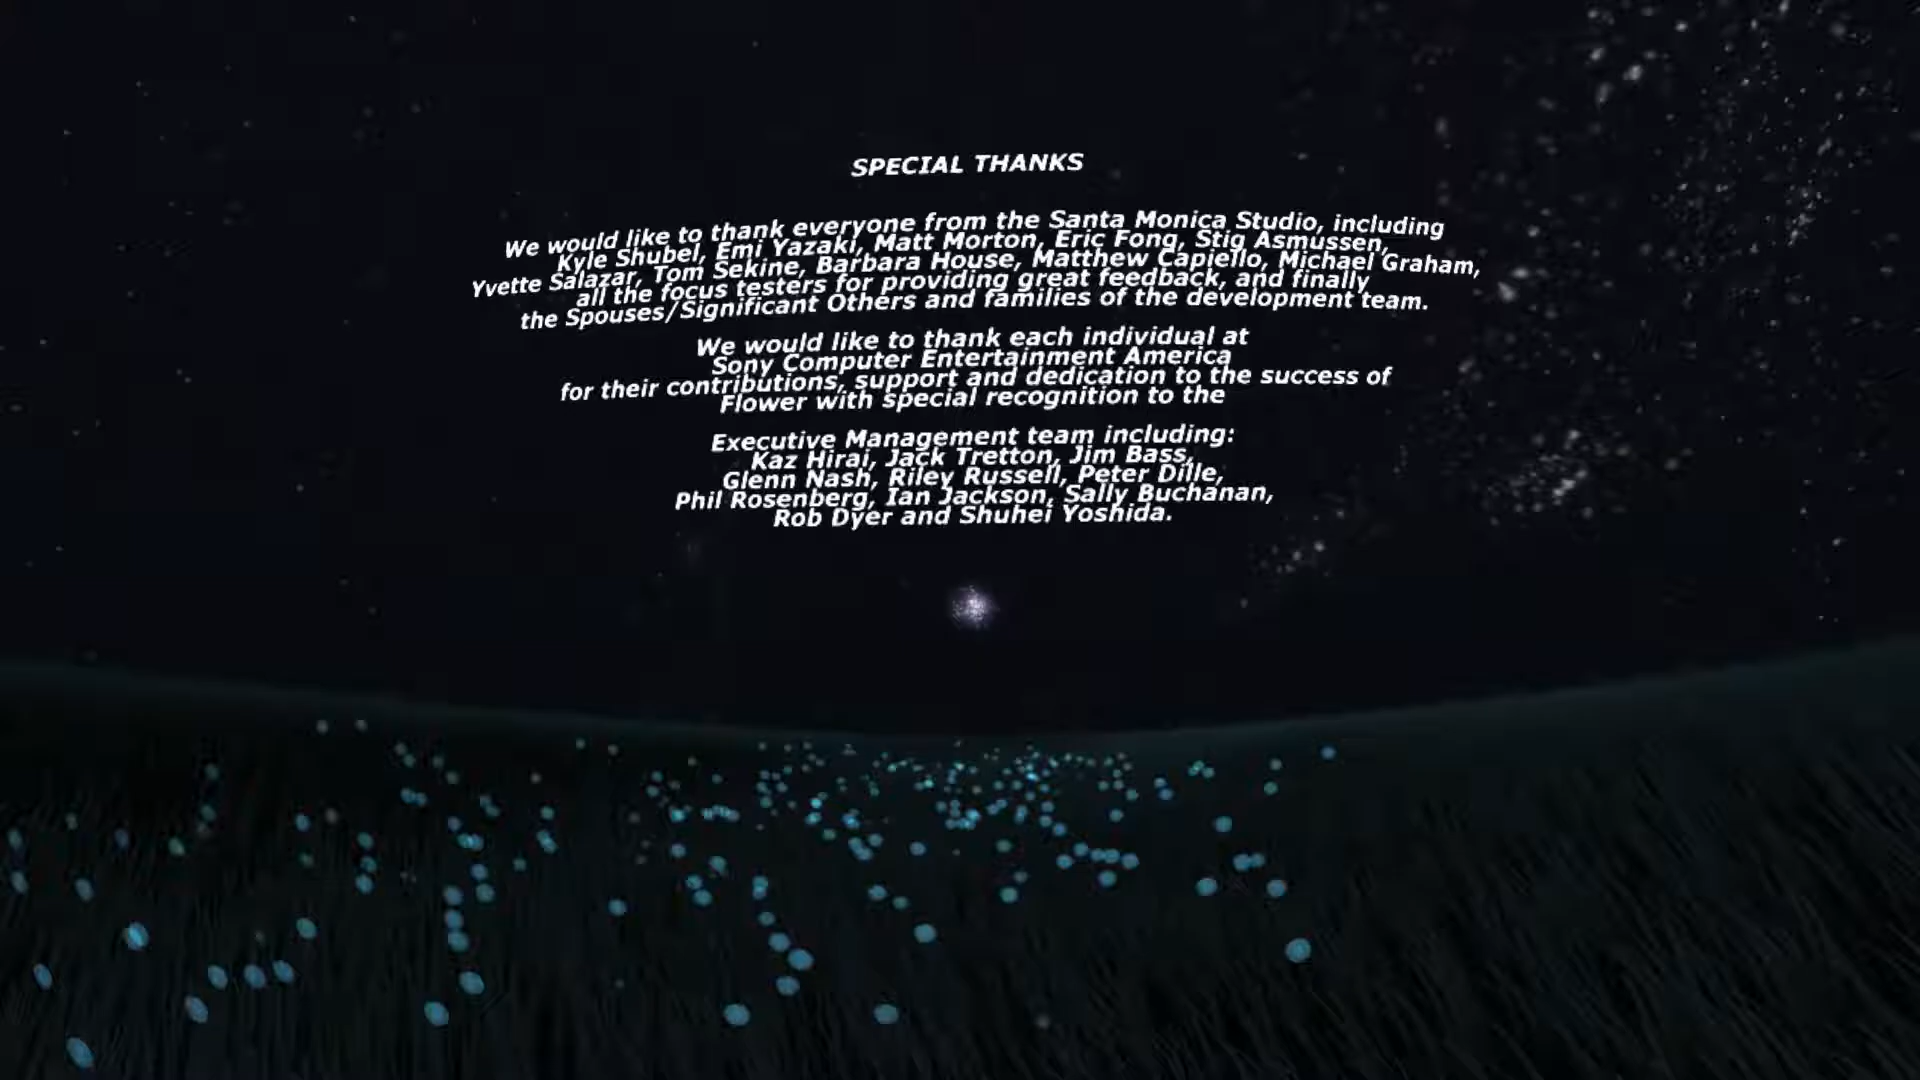 SPECIAL THANKS
We would like to thank everyone from the Santa Monica Studio, including
Kyle Shubel, Emi Yazaki, Matt Morton, Eric Fong, Stig Asmussen,
Yvette Salazar, Tom Sekine, Barbara House, Matthew Capiello, Michael Graham,
all the focus testers for providing great feedback, and finally
the Spouses/Significant Others and families of the development team.
We would like to thank each individual at
Sony Computer Entertainment America
for their contributions, support and dedication to the success of
Flower with special recognition to the
Executive Management team including:
Kaz Hirai, Jack Tretton, Jim Bass,
Glenn Nash, Riley Russell, Peter Dille,
Phil Rosenberg, Ian Jackson, Sally Buchanan,
Rob Dyer and Shuhei Yoshida.